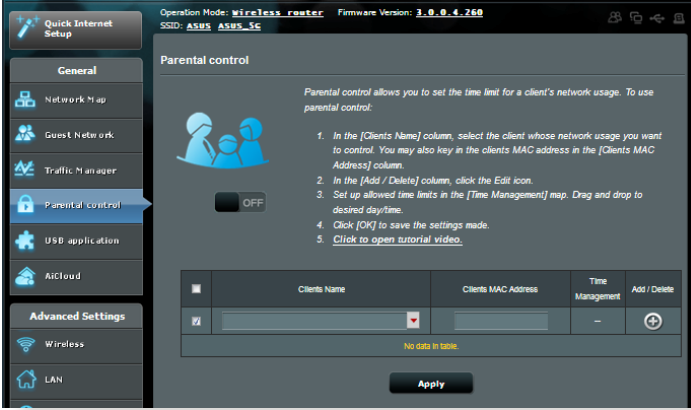 Operation Mode: Wireless router Firmware Version: 3.0.0.4.260
SSID: ASUS ASUS_5G
Quick Internet
Setup
General
Network Map
Guest Network
Traffic Manager
Parental control
USB application
AiCloud
Advanced Settings
Wireless
LAN
Parental control
Parental control allows you to set the time limit for a client's network usage. To use
parental control:
1. In the [Clients Name] column, select the client whose network usage you want
to control. You may also key in the clients MAC address in the [Clients MAC
Address] column.
2. In the [Add / Delete] column, click the Edit icon.
3. Set up allowed time limits in the [Time Management] map. Drag and drop to
desired day/time.
4. Click [OK] to save the settings made.
5. Click to open tutorial video.
OFF
Clients Name Clients MAC Address Time
Management Add / Delete
–
No data in table.
Apply